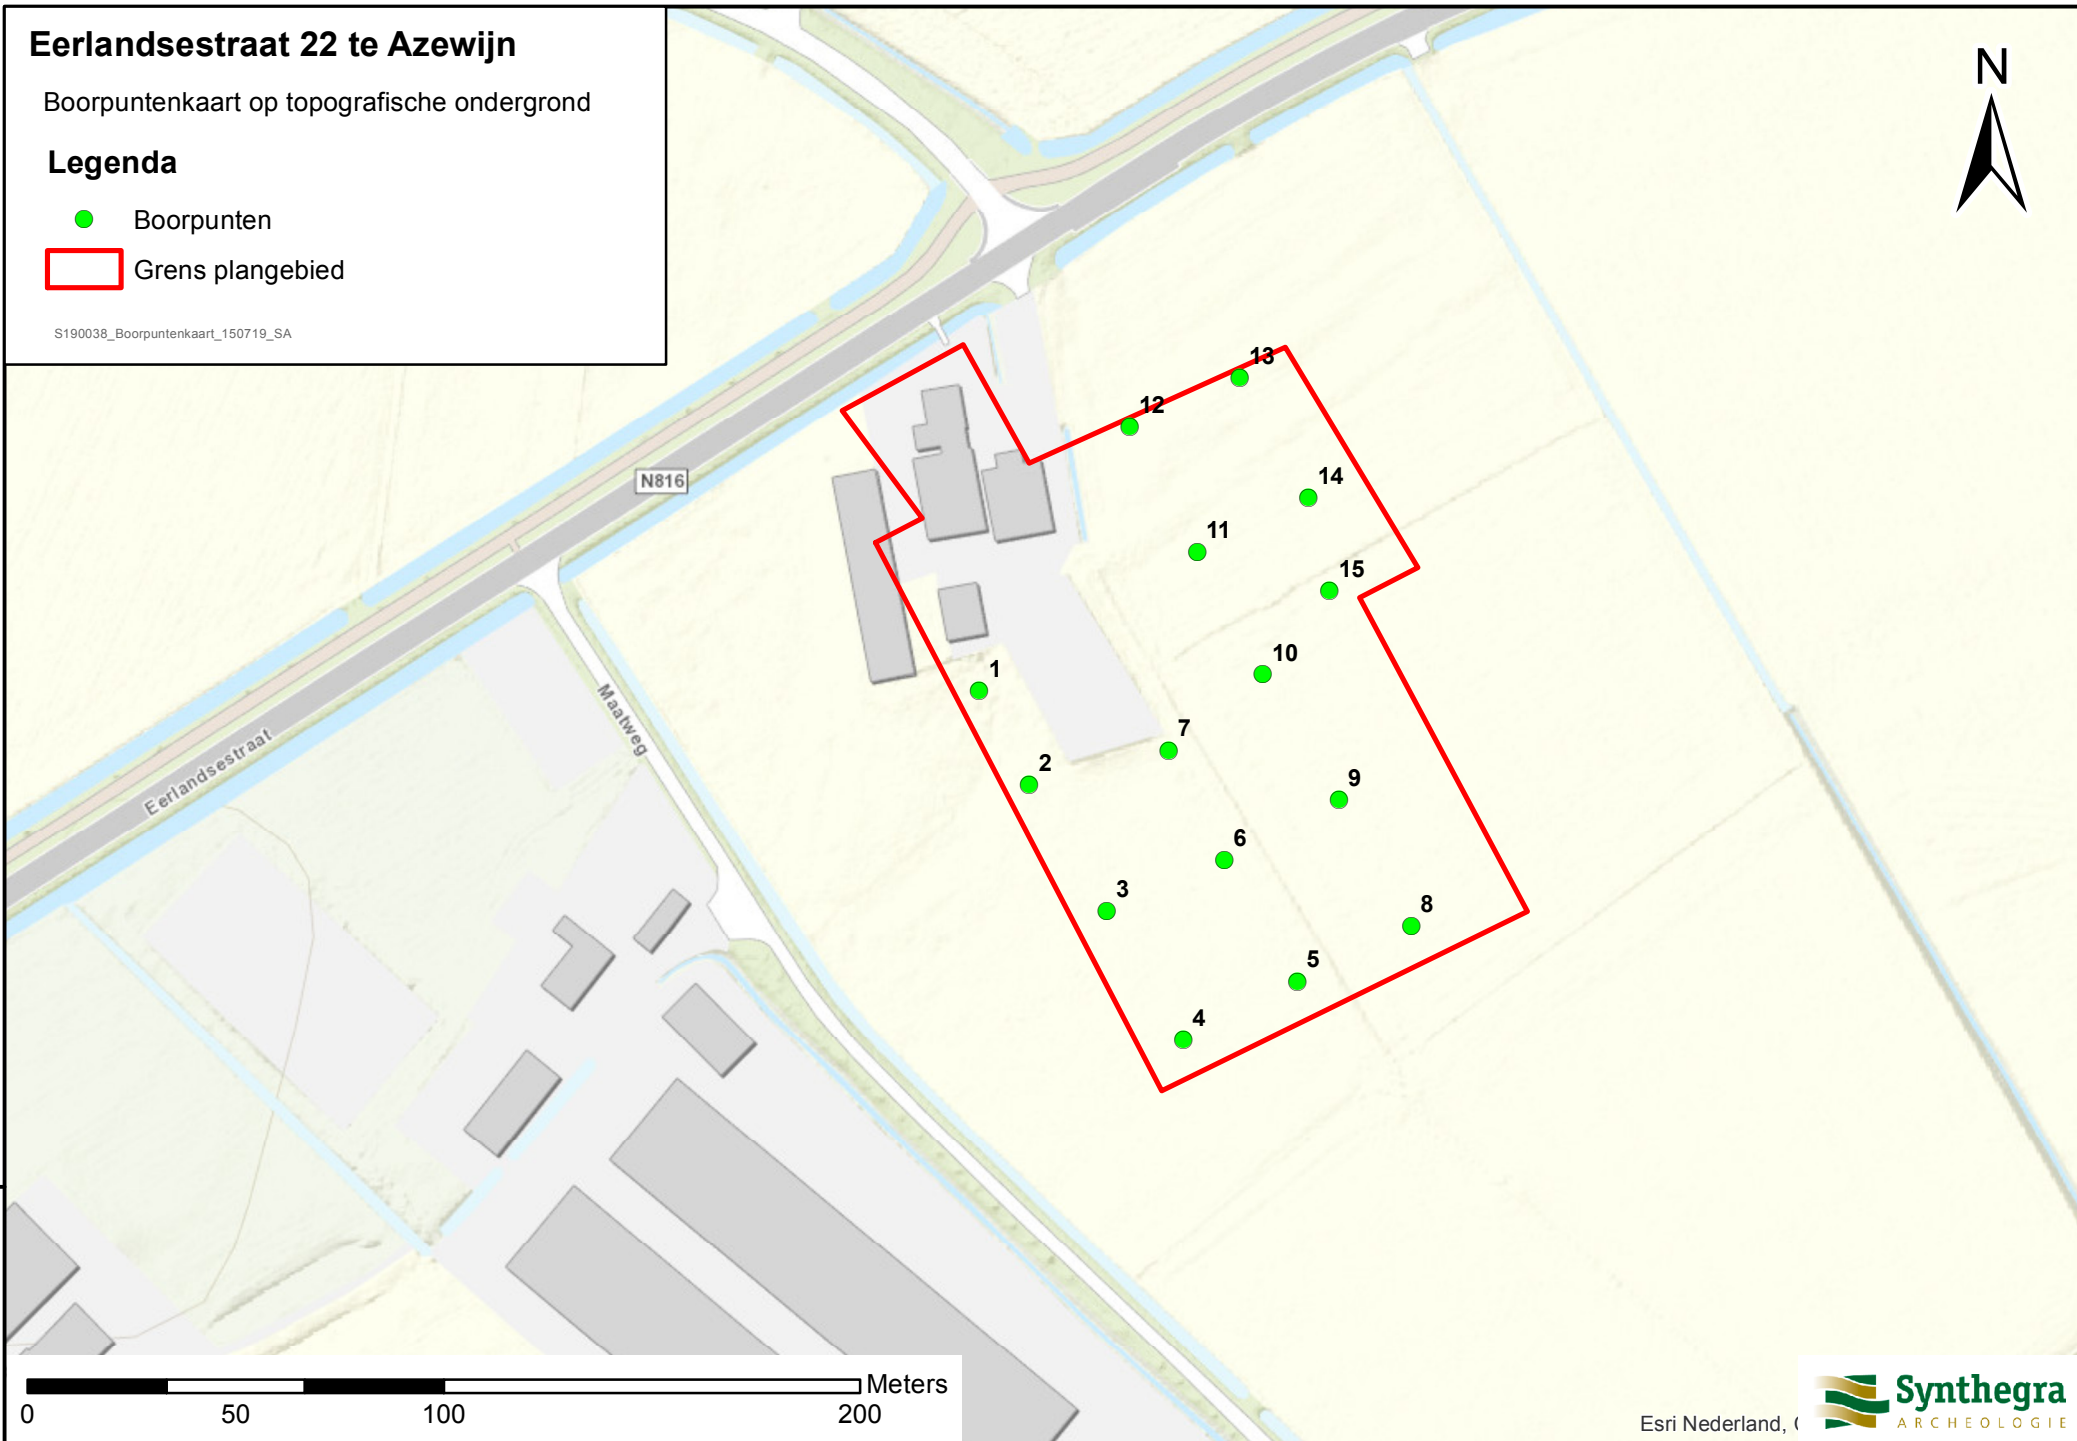 Eerlandsestraat 22 te Azewijn
Boorpuntenkaart op topografische ondergrond
Legenda
Boorpunten
Grens plangebied
S190038_Boorpuntenkaart_150719_SA
N
13
12
N816
14
11
15
10
1
Maatweg
7
2
Eerlandsestraat
9
6
3
8
5
4
Meters
0 50 100 200
Esri Nederland,
Synthegra
ARCHEOLOGIE